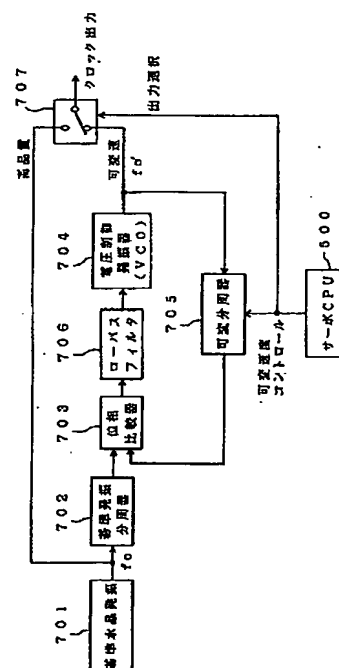 701
基準水晶発振
fo
702
基準発振
分周器
703
位相
比較器
706
ローパス
フィルタ
704
電圧制御
発振器
(VCO)
705
可変分周器
高品質
可変速
fo'
707
クロック出力
出力選択
可変速度
コントロール
サーボCPU
500